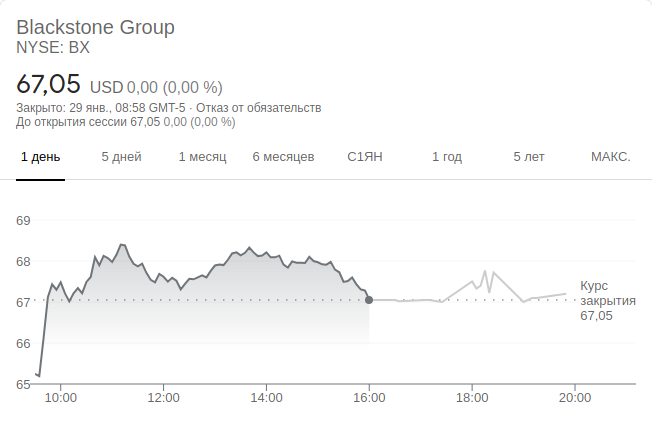 Blackstone Group
NYSE: BX
67,05 USD 0,00 (0,00 %)
Закрыто: 29 янв., 08:58 GMT-5 · Отказ от обязательств
До открытия сессии 67,05 0,00 (0,00 %)
1 день 5 дней 1 месяц 6 месяцев С1ЯН 1 год 5 лет МАКС.
69
68
67
66
65
Курс
закрытия
67,05
10:00 12:00 14:00 16:00 18:00 20:00